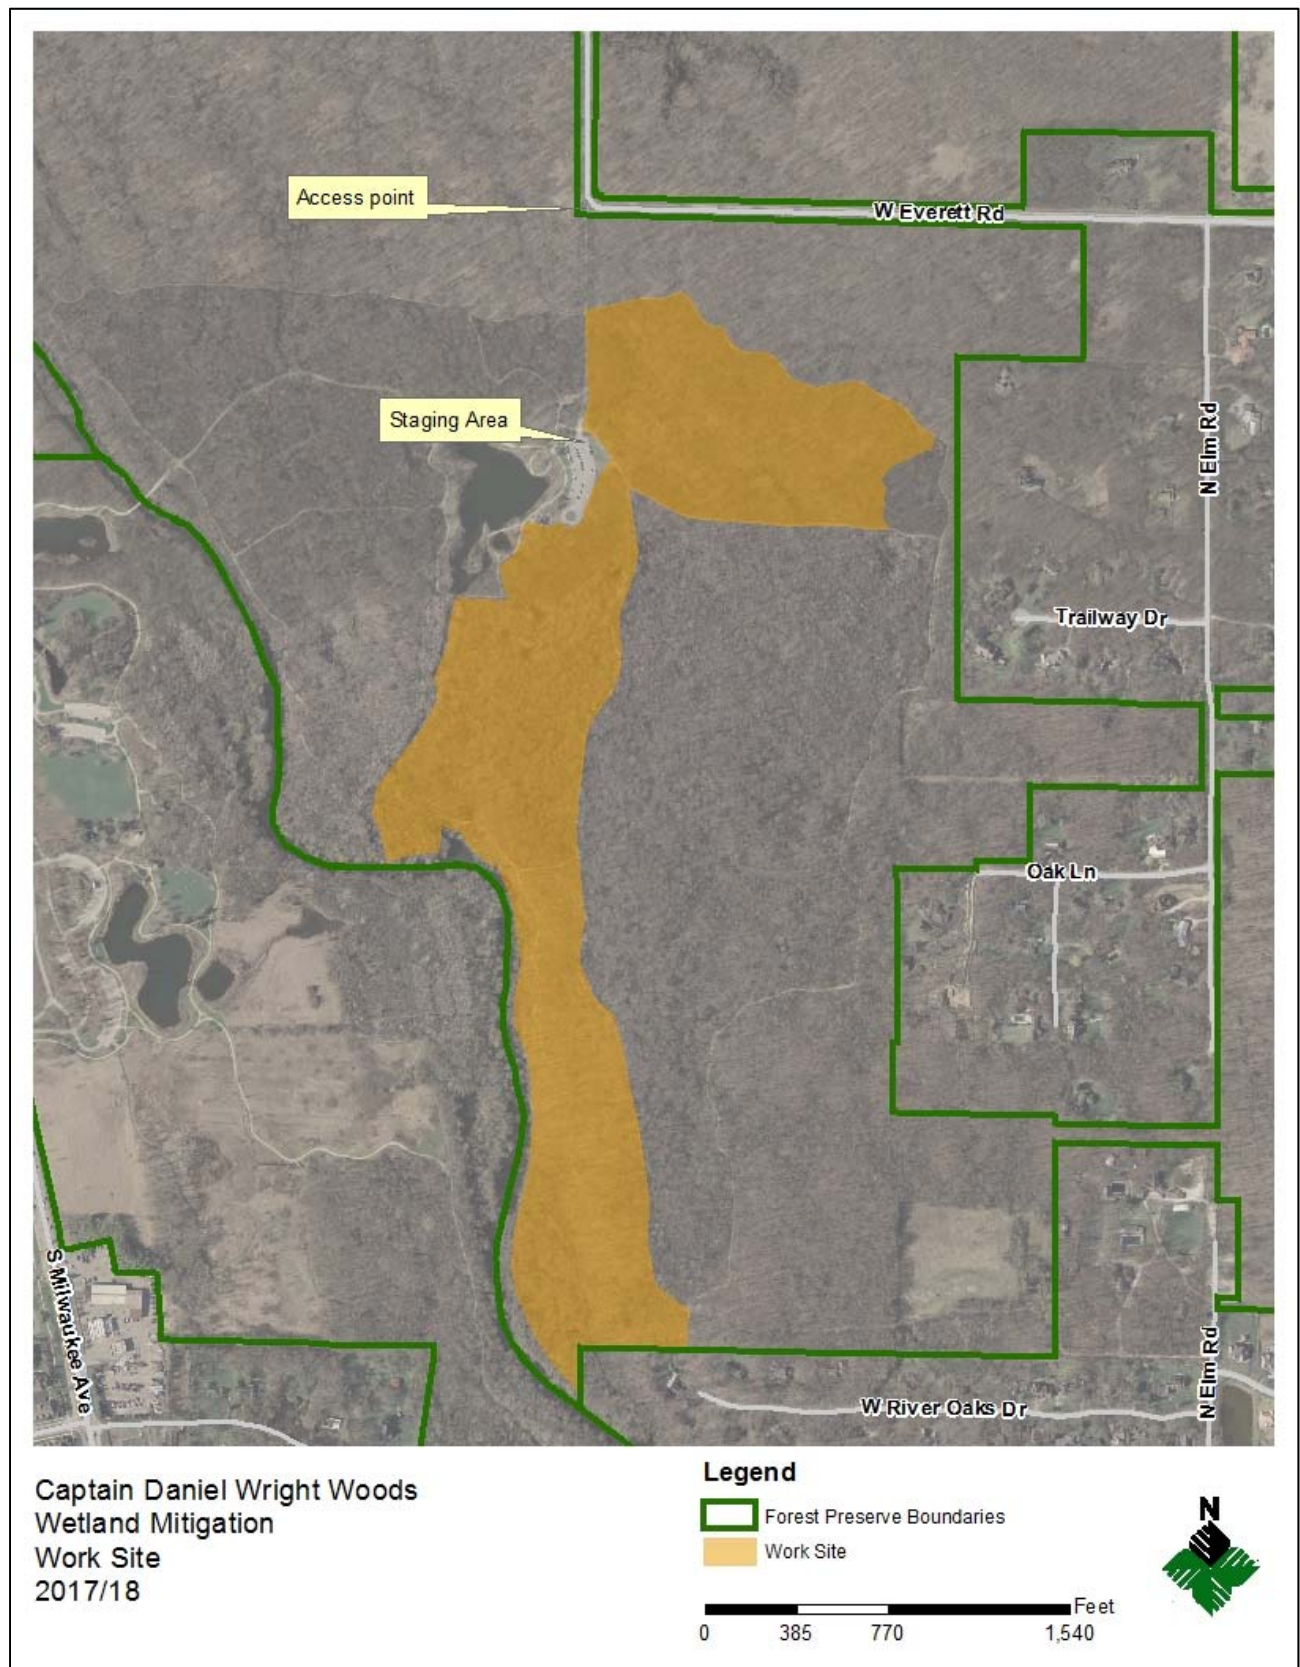 Access point
W Everett Rd
Staging Area
N Elm Rd
Trailway Dr
Oak Ln
S Milwaukee Ave
N Elm Rd
W River Oaks Dr
Captain Daniel Wright Woods
Wetland Mitigation
Work Site
2017/18
Legend
Forest Preserve Boundaries
Work Site
Feet
0 385 770 1,540
N